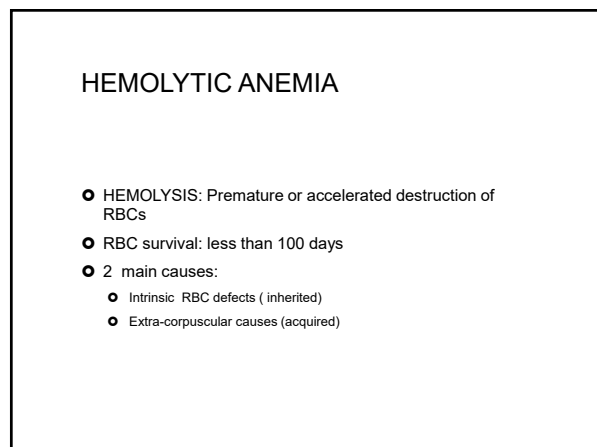 HEMOLYTIC ANEMIA
HEMOLYSIS: Premature or accelerated destruction of
RBCs
RBC survival: less than 100 days
2 main causes:
Intrinsic RBC defects ( inherited)
Extra-corpuscular causes (acquired)